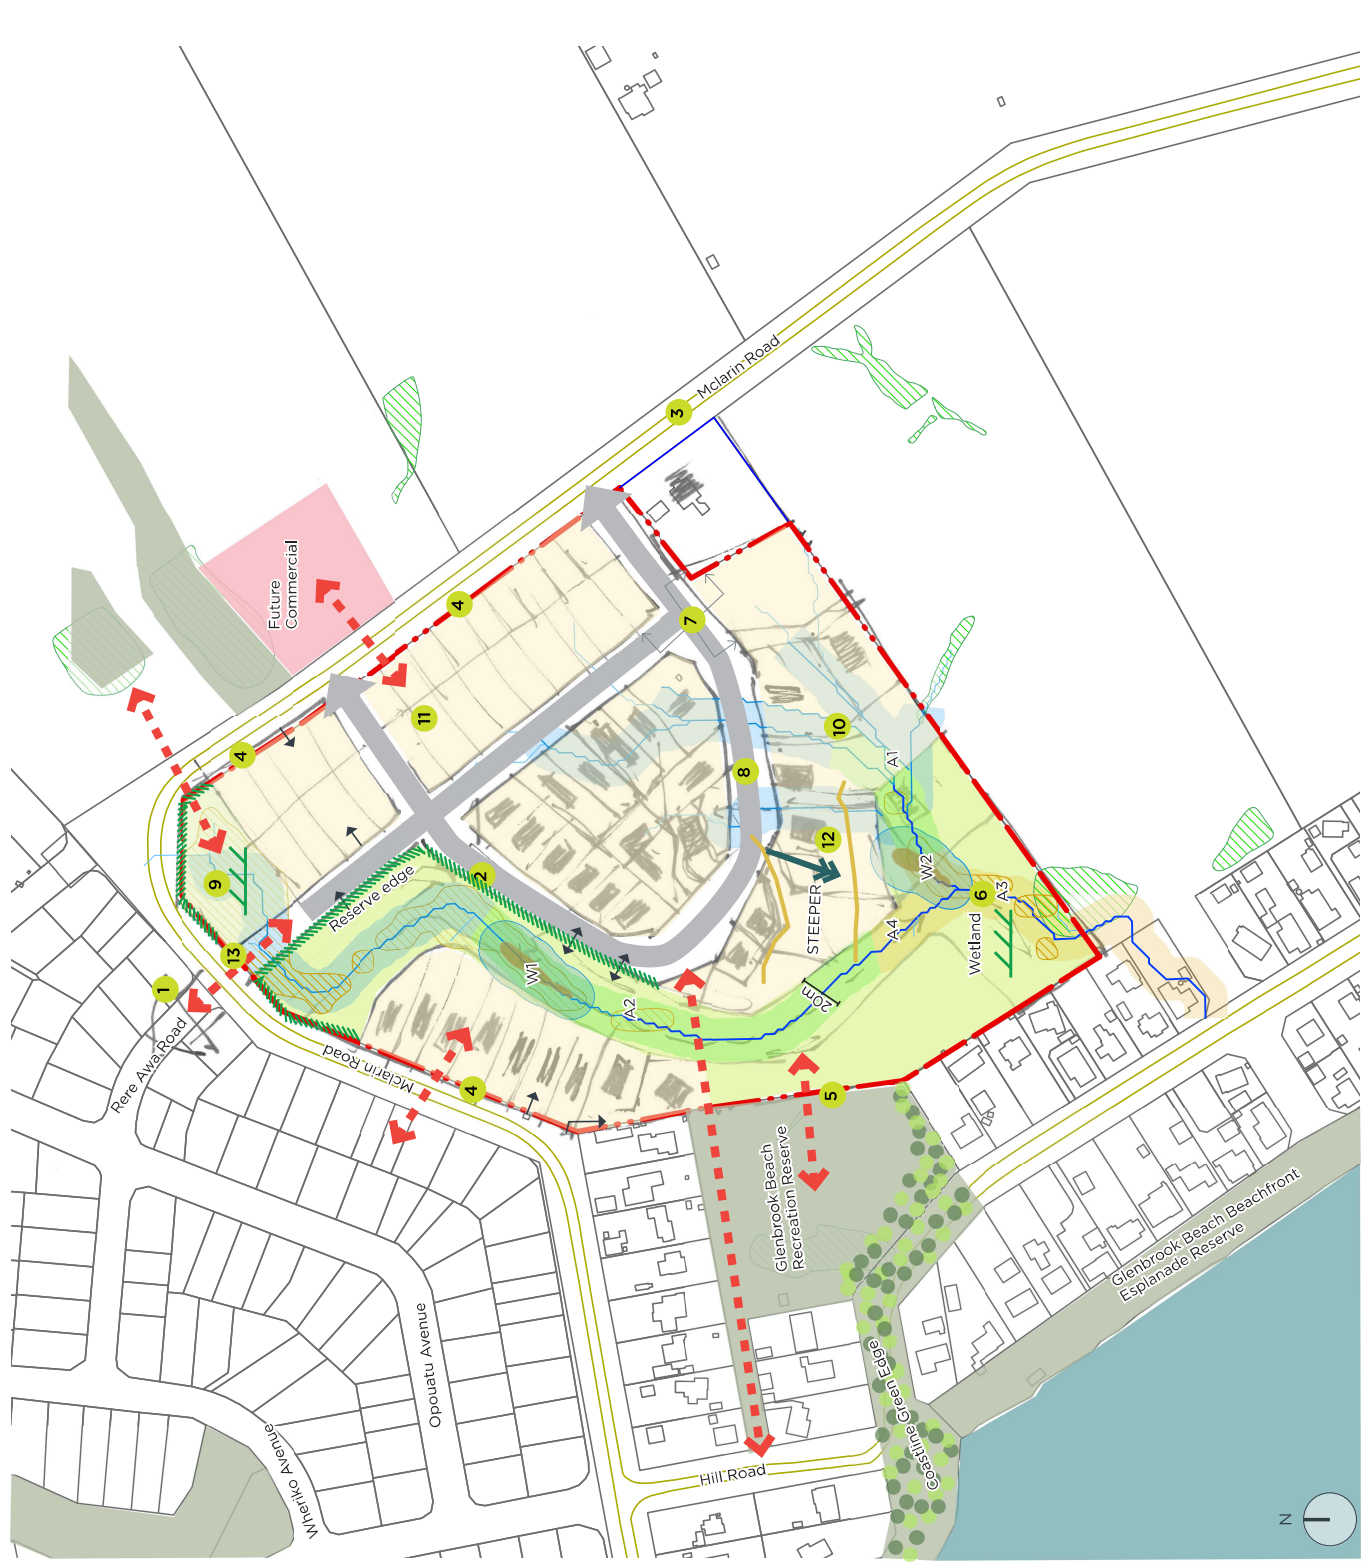 3
Mclarin Road
Future
Commercial
4
4
7
11
10
8
A1
9
Reserve edge
2
12
STEEPER
W2
6
A3
A4
Wetland
13
1
W1
A2
20m
Rere Awa Road
Mclarin Road
4
5
Glenbrook Beach
Recreation Reserve
Glenbrook Beach Beachfront
Esplanade Reserve
Opouatu Avenue
Coastline Green Edge
Wheriko Avenue
Hill Road
N